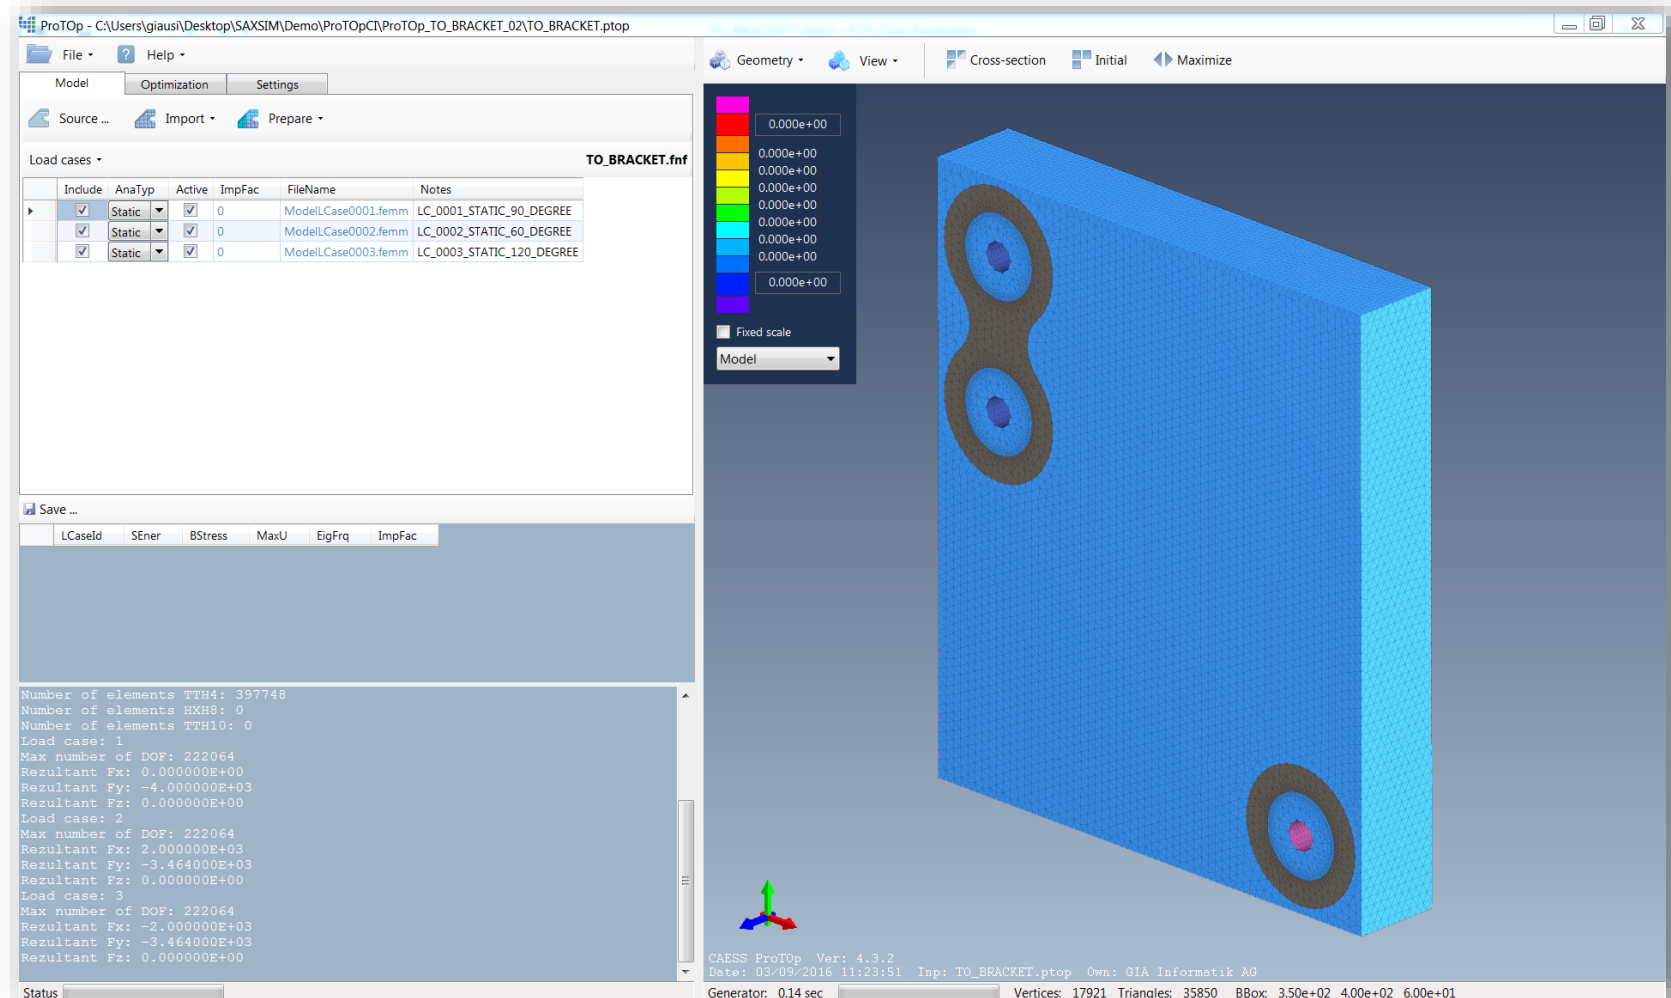 ProTOp - C:\Users\giausi\Desktop\SAXSIM\Demo\ProTOpCI\ProTOp_TO_BRACKET_02\TO_BRACKET.ptop
File Help
Model Optimization Settings
Source ... Import Prepare
Load cases TO_BRACKET.fnf
Include AnaTyp Active ImpFac FileName Notes
Static 0 ModelLCase0001.femm LC_0001_STATIC_90_DEGREE
Static 0 ModelLCase0002.femm LC_0002_STATIC_60_DEGREE
Static 0 ModelLCase0003.femm LC_0003_STATIC_120_DEGREE
Save ...
LCaseId SEner BStress MaxU EigFrq ImpFac
Number of elements TTH4: 397748
Number of elements HXH8: 0
Number of elements TTH10: 0
Load case: 1
Max number of DOF: 222064
Rezultant Fx: 0.000000E+00
Rezultant Fy: -4.000000E+03
Rezultant Fz: 0.000000E+00
Load case: 2
Max number of DOF: 222064
Rezultant Fx: 2.000000E+03
Rezultant Fy: -3.464000E+03
Rezultant Fz: 0.000000E+00
Load case: 3
Max number of DOF: 222064
Rezultant Fx: -2.000000E+03
Rezultant Fy: -3.464000E+03
Rezultant Fz: 0.000000E+00
Status
Geometry View Cross-section Initial Maximize
0.000e+00
0.000e+00
0.000e+00
0.000e+00
0.000e+00
0.000e+00
0.000e+00
0.000e+00
0.000e+00
Fixed scale
Model
CAESS ProTOp Ver: 4.3.2
Date: 03/09/2016 11:23:51 Inp: TO_BRACKET.ptop Own: GIA Informatik AG
Generator: 0.14 sec Vertices: 17921 Triangles: 35850 BBox: 3.50e+02 4.00e+02 6.00e+01